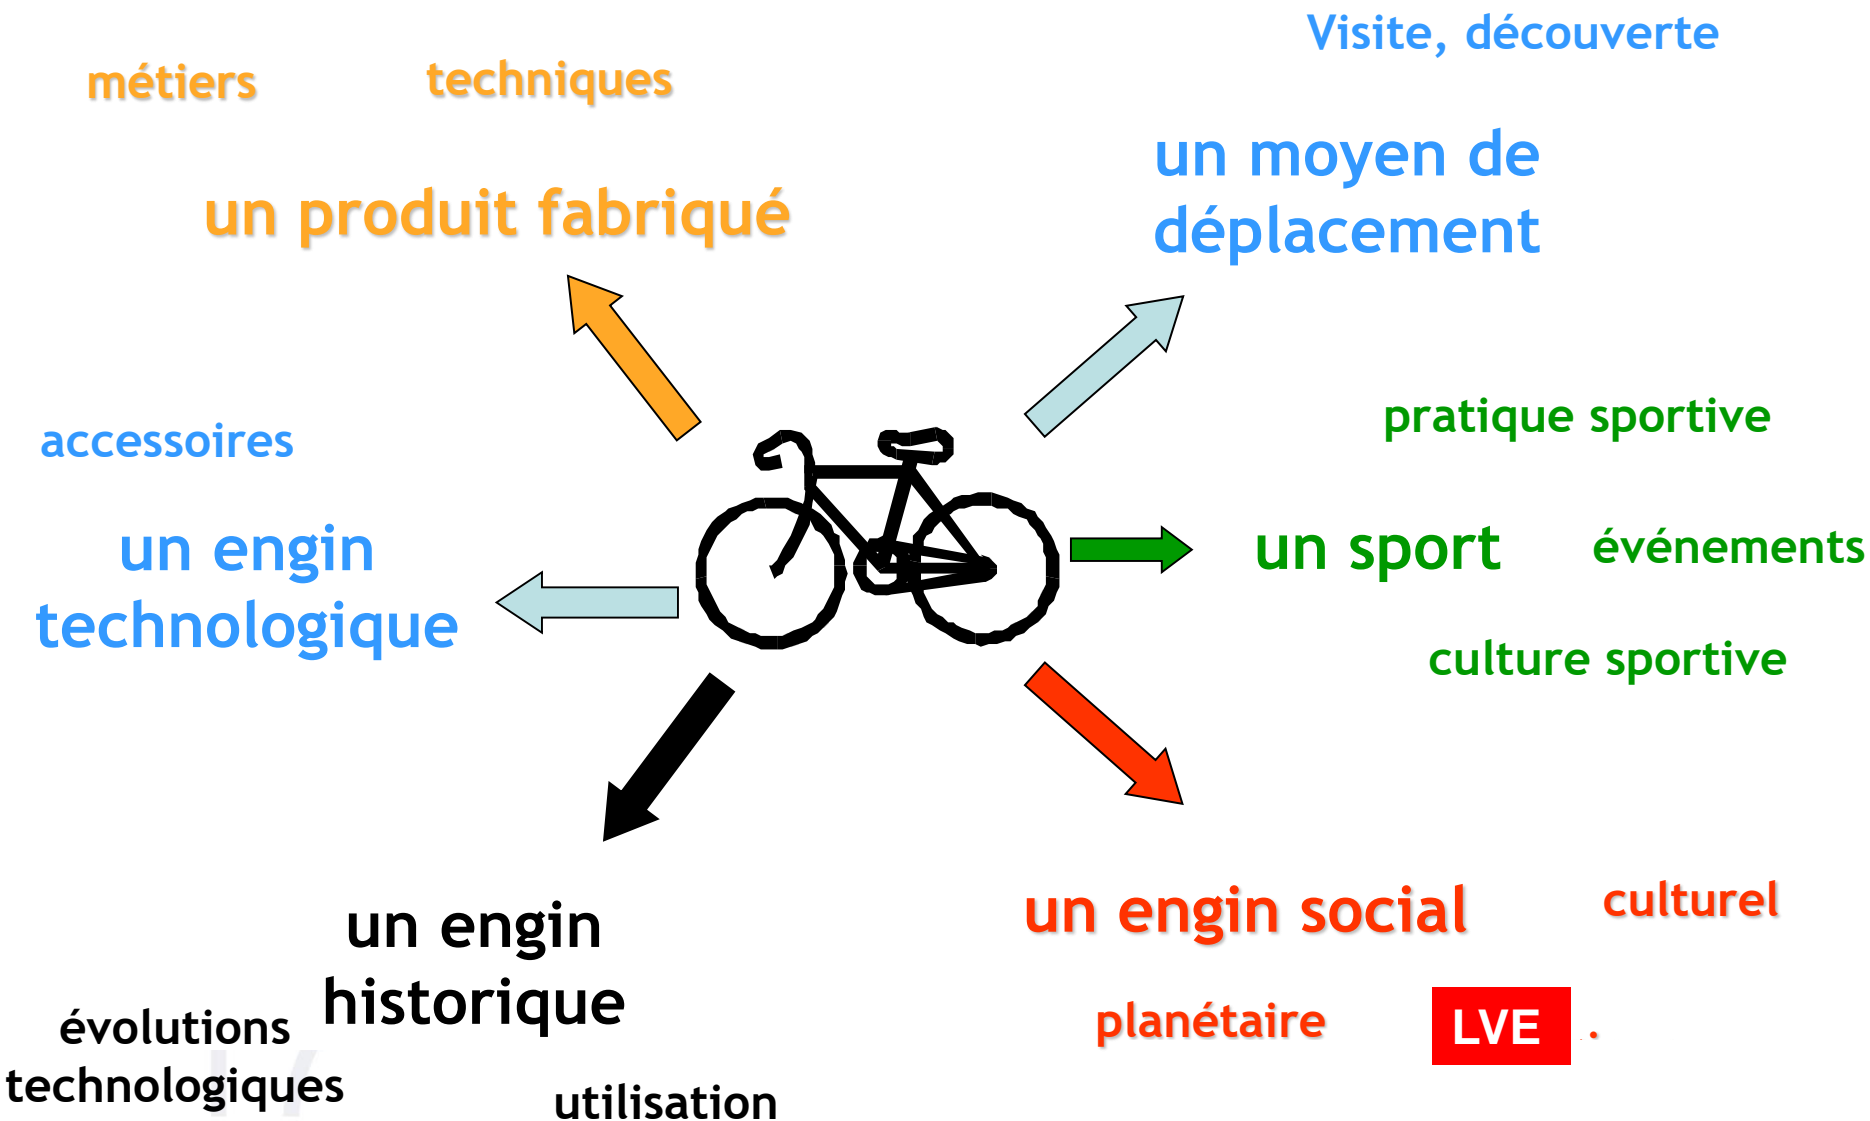 Visite, découverte
métiers
techniques
un moyen de
déplacement
un produit fabriqué
accessoires
pratique sportive
un engin
technologique
un sport
événements
culture sportive
un engin
historique
un engin social
culturel
évolutions
technologiques
planétaire
LVE
.
utilisation